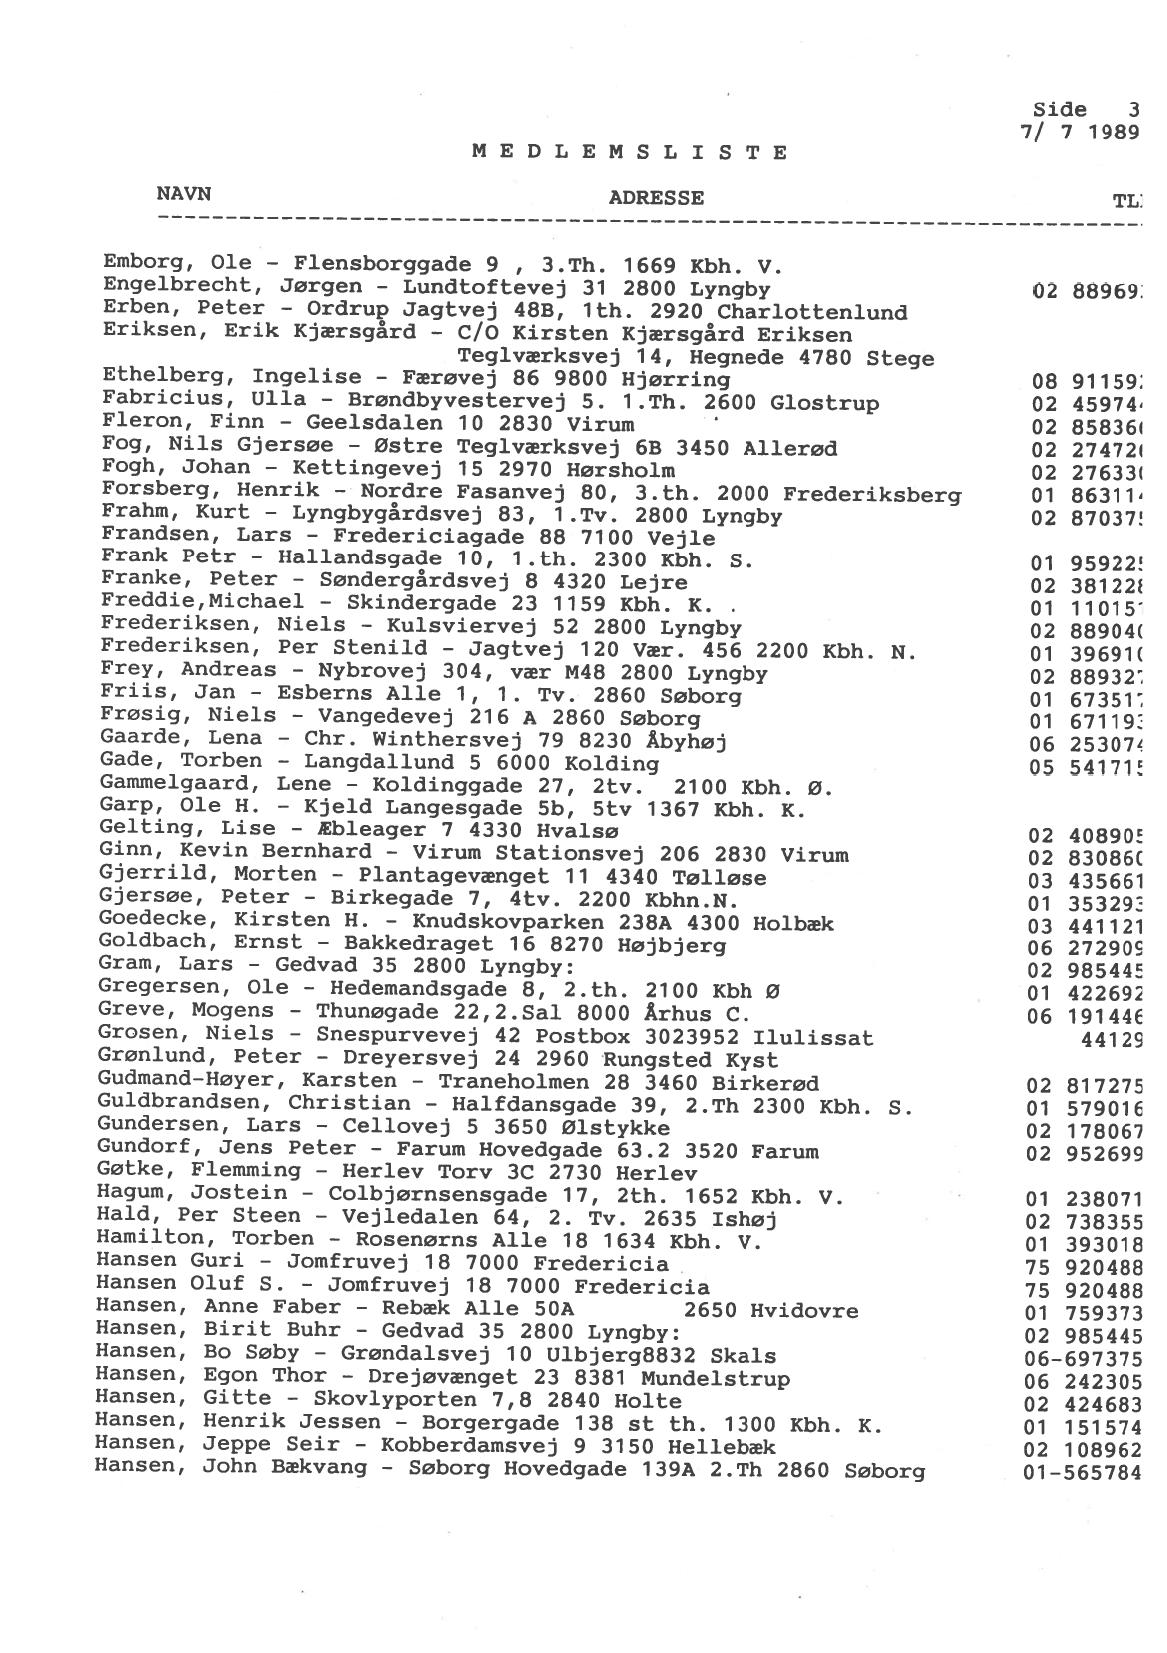 Side 3
7/ 7 1989
M E D L E M S L I S T E
NAVN ADRESSE TL
Emborg, Ole - Flensborggade 9 , 3.Th. 1669 Kbh. V.
Engelbrecht, Jørgen - Lundtoftevej 31 2800 Lyngby 02 88969
Erben, Peter - Ordrup Jagtvej 48B, 1th. 2920 Charlottenlund
Eriksen, Erik Kjærsgård - C/O Kirsten Kjærsgård Eriksen
Teglværksvej 14, Hegnede 4780 Stege
Ethelberg, Ingelise - Færøvej 86 9800 Hjørring 08 91159
Fabricius, Ulla - Brøndbyvestervej 5. 1.Th. 2600 Glostrup 02 45974
Fleron, Finn - Geelsdalen 10 2830 Virum 02 85836
Fog, Nils Gjersøe - Østre Teglværksvej 6B 3450 Allerød 02 27472
Fogh, Johan - Kettingevej 15 2970 Hørsholm 02 27633
Forsberg, Henrik - Nordre Fasanvej 80, 3.th. 2000 Frederiksberg 01 86311
Frahm, Kurt - Lyngbygårdsvej 83, 1.Tv. 2800 Lyngby 02 87037
Frandsen, Lars - Fredericiagade 88 7100 Vejle
Frank Petr - Hallandsgade 10, 1.th. 2300 Kbh. S. 01 95922
Franke, Peter - Søndergårdsvej 8 4320 Lejre 02 38122
Freddie,Michael - Skindergade 23 1159 Kbh. K. . 01 11015
Frederiksen, Niels - Kulsviervej 52 2800 Lyngby 02 88904
Frederiksen, Per Stenild - Jagtvej 120 Vær. 456 2200 Kbh. N. 01 39691
Frey, Andreas - Nybrovej 304, vær M48 2800 Lyngby 02 88932
Friis, Jan - Esberns Alle 1, 1. Tv. 2860 Søborg 01 67351
Frøsig, Niels - Vangedevej 216 A 2860 Søborg 01 67119
Gaarde, Lena - Chr. Winthersvej 79 8230 Åbyhøj 06 25307
Gade, Torben - Langdallund 5 6000 Kolding 05 54171
Gammelgaard, Lene - Koldinggade 27, 2tv. 2100 Kbh. Ø.
Garp, Ole H. - Kjeld Langesgade 5b, 5tv 1367 Kbh. K.
Gelting, Lise - Æbleager 7 4330 Hvalsø 02 40890
Ginn, Kevin Bernhard - Virum Stationsvej 206 2830 Virum 02 83086
Gjerrild, Morten - Plantagevænget 11 4340 Tølløse 03 435661
Gjersøe, Peter - Birkegade 7, 4tv. 2200 Kbhn.N. 01 35329
Goedecke, Kirsten H. - Knudskovparken 238A 4300 Holbæk 03 441121
Goldbach, Ernst - Bakkedraget 16 8270 Højbjerg 06 272909
Gram, Lars - Gedvad 35 2800 Lyngby: 02 985445
Gregersen, Ole - Hedemandsgade 8, 2.th. 2100 Kbh Ø 01 422692
Greve, Mogens - Thunøgade 22,2.Sal 8000 Århus C. 06 191446
Grosen, Niels - Snespurvevej 42 Postbox 3023952 Ilulissat 44129
Grønlund, Peter - Dreyersvej 24 2960 Rungsted Kyst
Gudmand-Høyer, Karsten - Traneholmen 28 3460 Birkerød 02 817275
Guldbrandsen, Christian - Halfdansgade 39, 2.Th 2300 Kbh. S. 01 579016
Gundersen, Lars - Cellovej 5 3650 Ølstykke 02 178067
Gundorf, Jens Peter - Farum Hovedgade 63.2 3520 Farum 02 952699
Gøtke, Flemming - Herlev Torv 3C 2730 Herlev
Hagum, Jostein - Colbjørnsensgade 17, 2th. 1652 Kbh. V. 01 238071
Hald, Per Steen - Vejledalen 64, 2. Tv. 2635 Ishøj 02 738355
Hamilton, Torben - Rosenørns Alle 18 1634 Kbh. V. 01 393018
Hansen Guri - Jomfruvej 18 7000 Fredericia 75 920488
Hansen Oluf S. - Jomfruvej 18 7000 Fredericia 75 920488
Hansen, Anne Faber - Rebæk Alle 50A 2650 Hvidovre 01 759373
Hansen, Birit Buhr - Gedvad 35 2800 Lyngby: 02 985445
Hansen, Bo Søby - Grøndalsvej 10 Ulbjerg8832 Skals 06-697375
Hansen, Egon Thor - Drejøvænget 23 8381 Mundelstrup 06 242305
Hansen, Gitte - Skovlyporten 7,8 2840 Holte 02 424683
Hansen, Henrik Jessen - Borgergade 138 st th. 1300 Kbh. K. 01 151574
Hansen, Jeppe Seir - Kobberdamsvej 9 3150 Hellebæk 02 108962
Hansen, John Bækvang - Søborg Hovedgade 139A 2.Th 2860 Søborg 01-565784